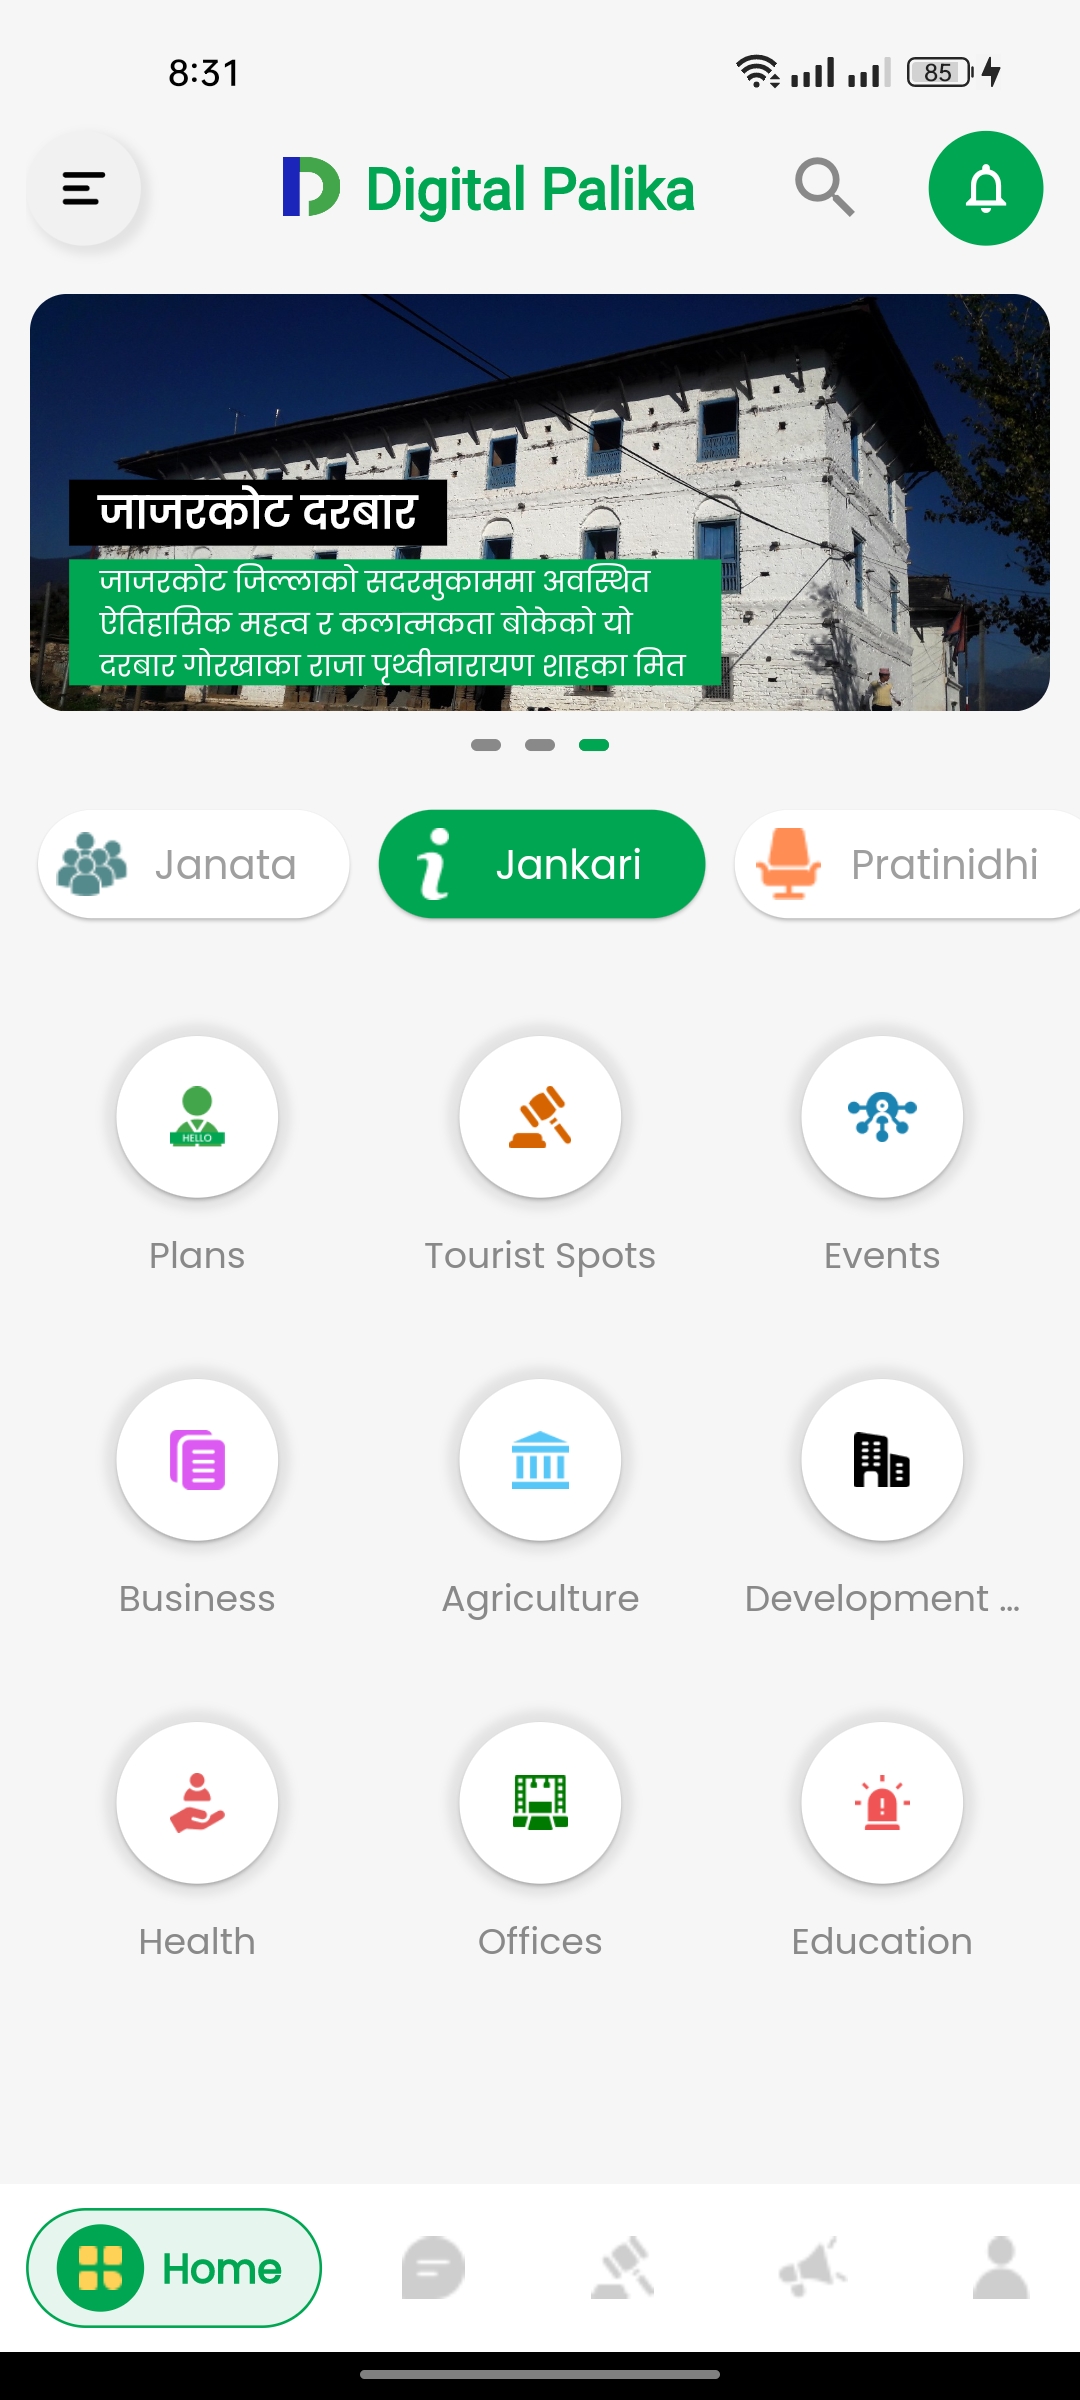 8:31
85
Digital Palika
जाजरकोट दरबार
जाजरकोट जिल्लाको सदरमुकाममा अवस्थित
ऐतिहासिक महत्व र कलात्मकता बोकेको यो
दरबार गोरखाका राजा पृथ्वीनारायण शाहका मित
Janata
Jankari
Pratinidhi
HELLO
Plans
Tourist Spots
Events
Business
Agriculture
Development ...
Health
Offices
Education
Home